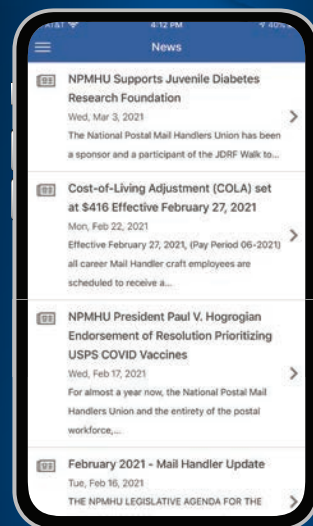 AT&T 4:12 PM 40%
News
NPMHU Supports Juvenile Diabetes
Research Foundation
Wed, Mar 3, 2021
The National Postal Mail Handlers Union has been
a sponsor and a participant of the JDRF Walk to...
Cost-of-Living Adjustment (COLA) set
at $416 Effective February 27, 2021
Mon, Feb 22, 2021
Effective February 27, 2021, (Pay Period 06-2021)
all career Mail Handler craft employees are
scheduled to receive a...
NPMHU President Paul V. Hogrogian
Endorsement of Resolution Prioritizing
USPS COVID Vaccines
Wed, Feb 17, 2021
For almost a year now, the National Postal Mail
Handlers Union and the entirety of the postal
workforce,...
February 2021 - Mail Handler Update
Tue, Feb 16, 2021
THE NPMHU LEGISLATIVE AGENDA FOR THE